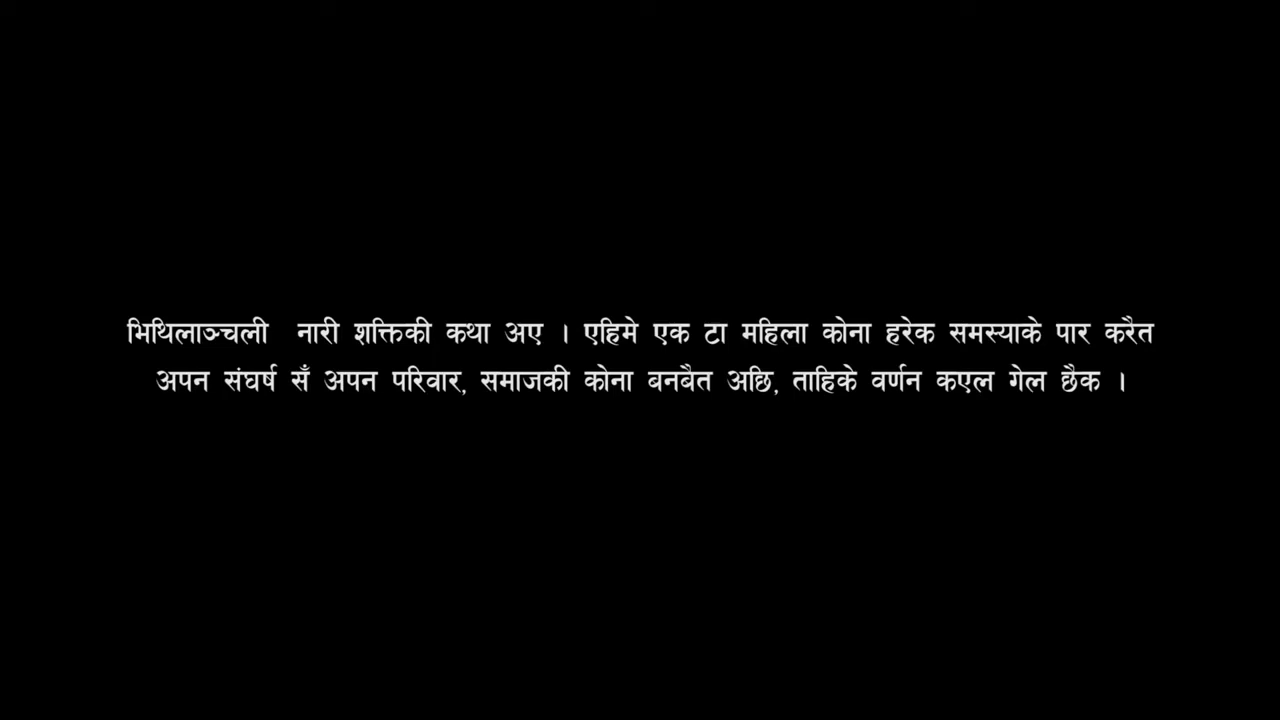 भिथिलाञ्चली  नारी शक्तिकी कथा अए । एहिमे एक टा महिला कोना हरेक समस्याके पार करैत
अपन संघर्ष सँ अपन परिवार, समाजकी कोना बनबैत अछि, ताहिके वर्णन कएल गेल छैक ।